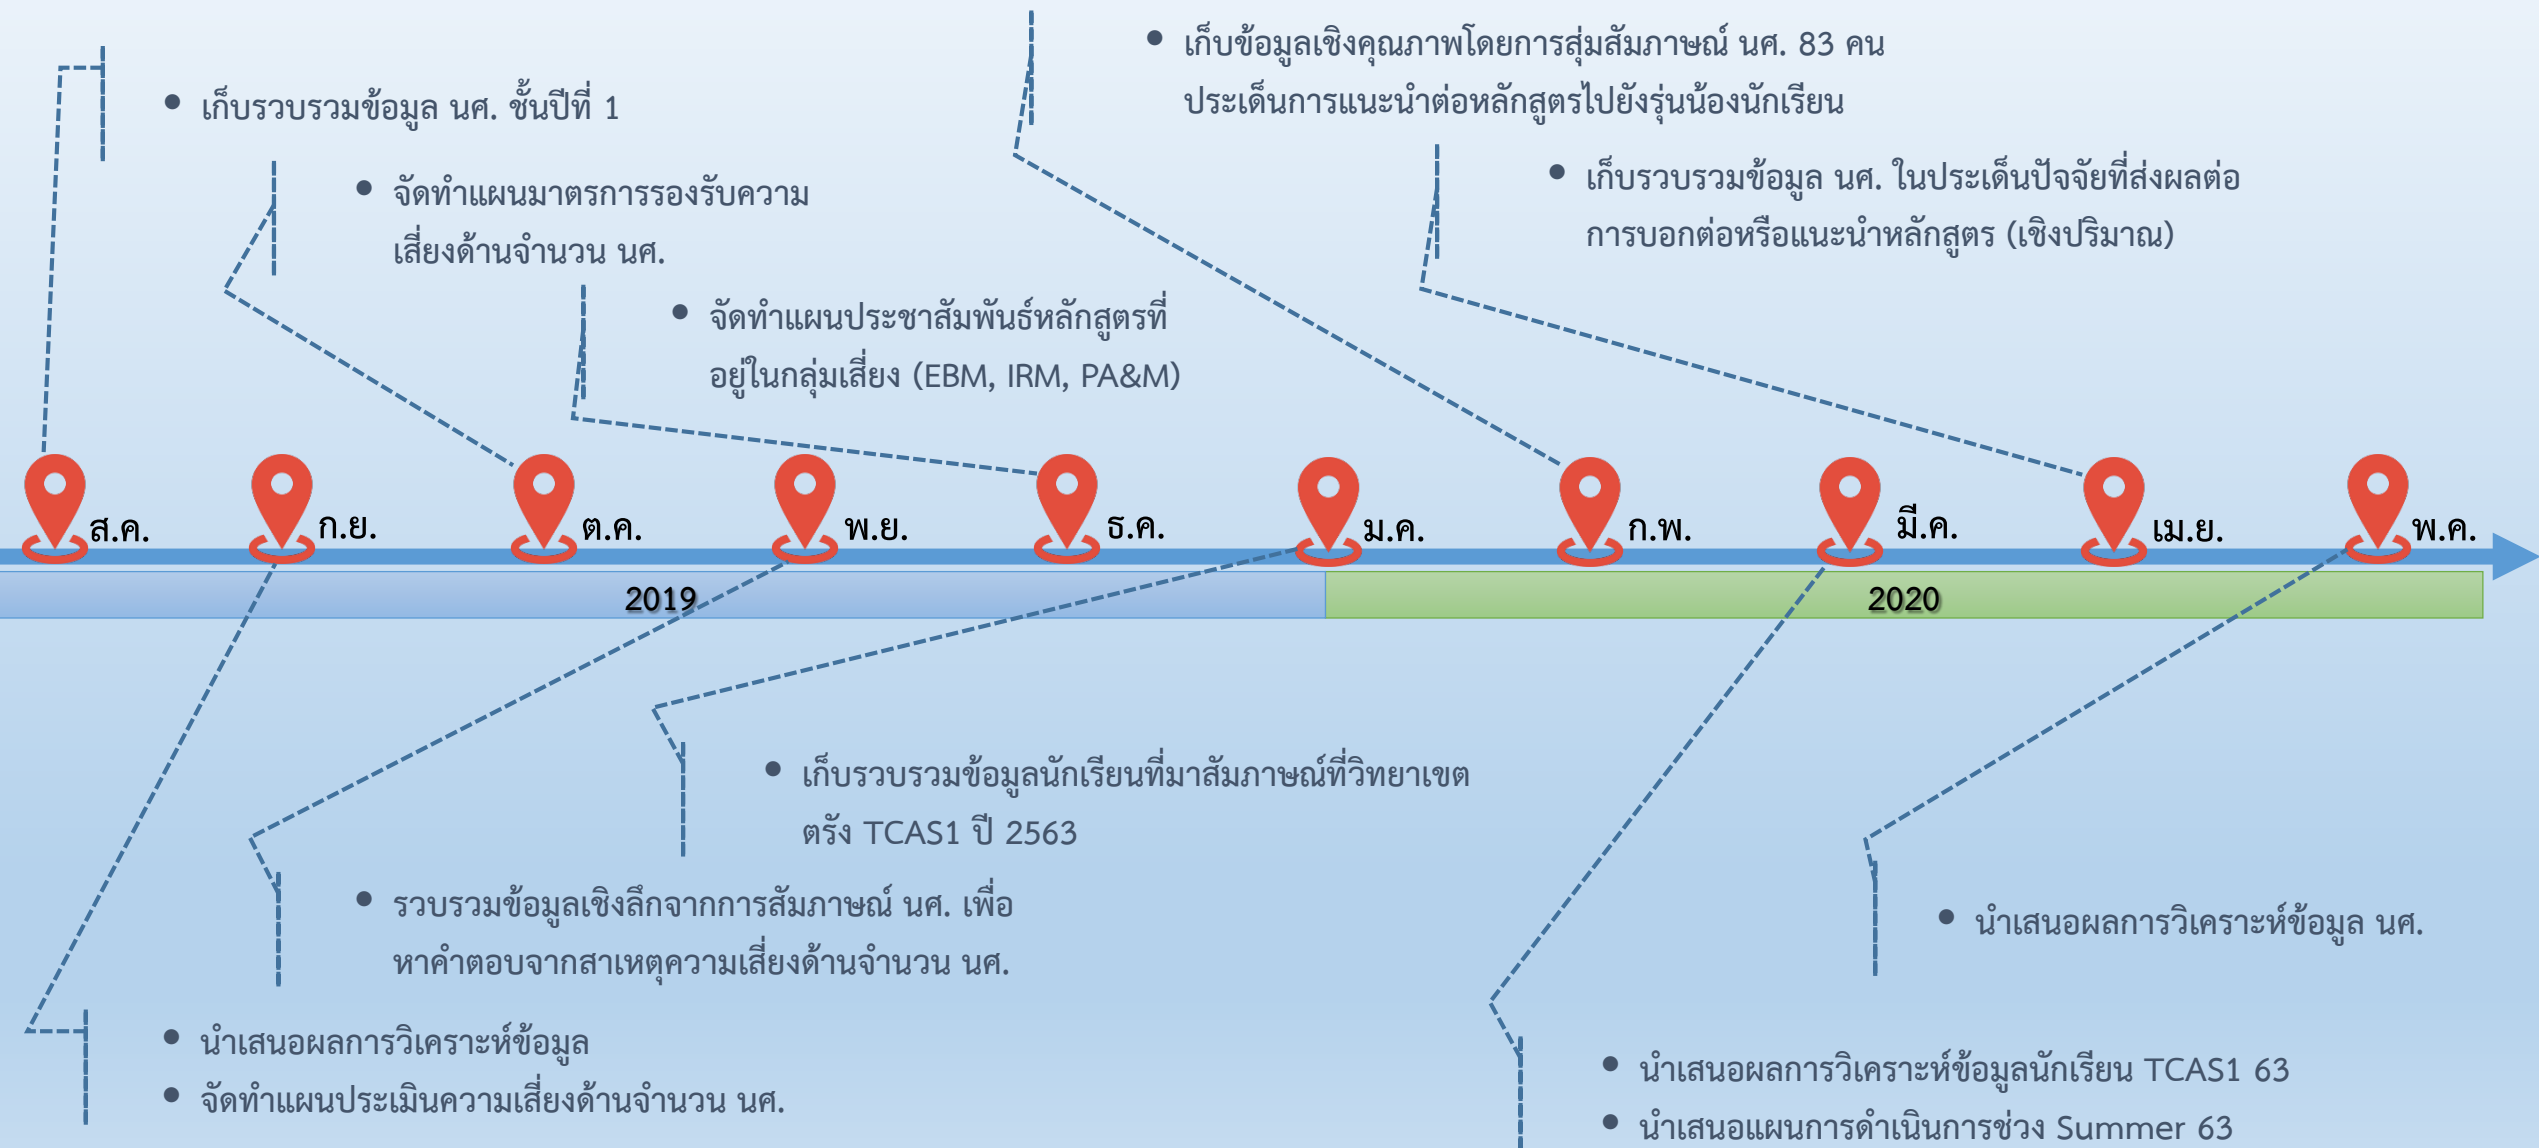 เก็บข้อมูลเชิงคุณภาพโดยการสุ่มสัมภาษณ์ นศ. 83 คน
ประเด็นการแนะนำต่อหลักสูตรไปยังรุ่นน้องนักเรียน
เก็บรวบรวมข้อมูล นศ. ชั้นปีที่ 1
เก็บรวบรวมข้อมูล นศ. ในประเด็นปัจจัยที่ส่งผลต่อ
การบอกต่อหรือแนะนำหลักสูตร (เชิงปริมาณ)
จัดทำแผนมาตรการรองรับความ
เสี่ยงด้านจำนวน นศ.
จัดทำแผนประชาสัมพันธ์หลักสูตรที่
อยู่ในกลุ่มเสี่ยง (EBM, IRM, PA&M)
ส.ค.
ก.ย.
ต.ค.
พ.ย.
ธ.ค.
ม.ค.
ก.พ.
มี.ค.
เม.ย.
พ.ค.
2019
2020
เก็บรวบรวมข้อมูลนักเรียนที่มาสัมภาษณ์ที่วิทยาเขต
ตรัง TCAS1 ปี 2563
รวบรวมข้อมูลเชิงลึกจากการสัมภาษณ์ นศ. เพื่อ
หาคำตอบจากสาเหตุความเสี่ยงด้านจำนวน นศ.
นำเสนอผลการวิเคราะห์ข้อมูล นศ.
นำเสนอผลการวิเคราะห์ข้อมูล
จัดทำแผนประเมินความเสี่ยงด้านจำนวน นศ.
นำเสนอผลการวิเคราะห์ข้อมูลนักเรียน TCAS1 63
นำเสนอแผนการดำเนินการช่วง Summer 63